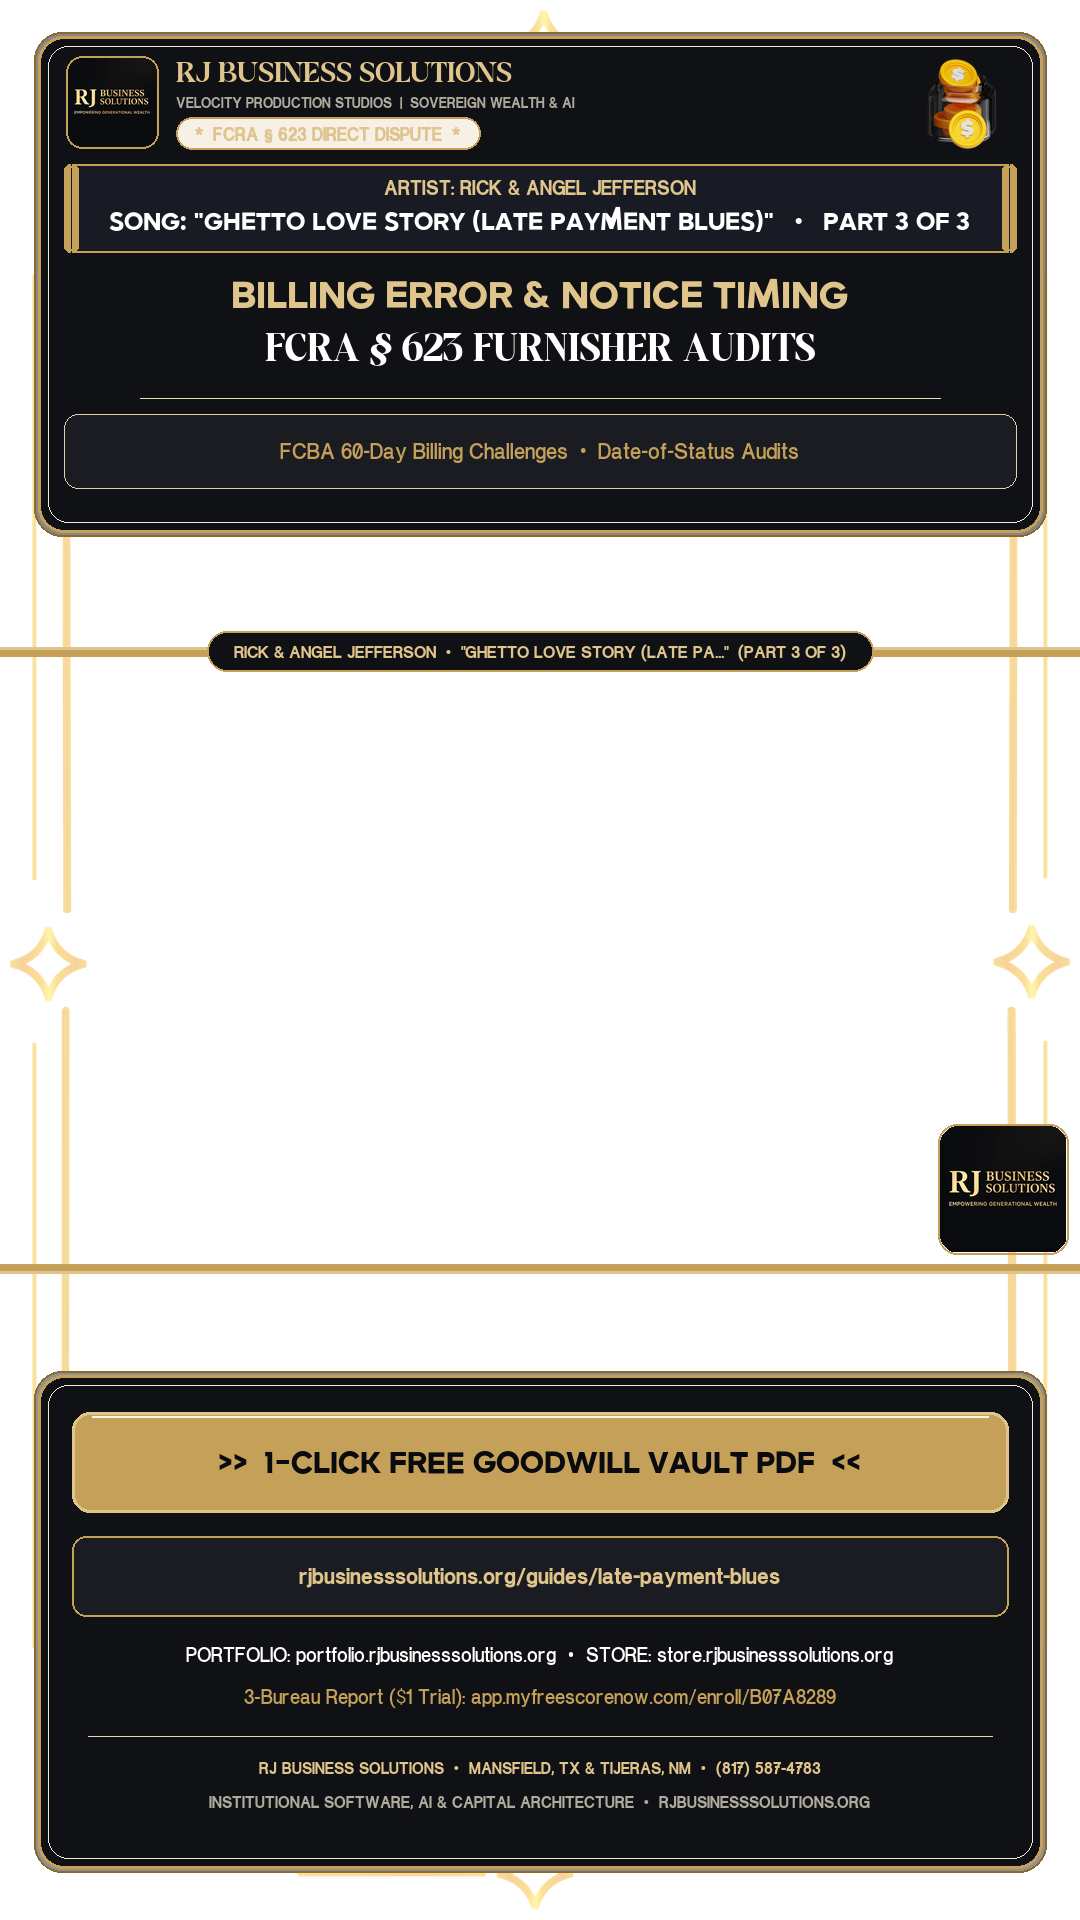 RJ BUSINESS SOLUTIONS
EMPOWERING GENERATIONAL WEALTH
RJ BUSINESS SOLUTIONS
VELOCITY PRODUCTION STUDIOS | SOVEREIGN WEALTH & AI
* FCRA § 623 DIRECT DISPUTE *
ARTIST: RICK & ANGEL JEFFERSON
SONG: "GHETTO LOVE STORY (LATE PAYMENT BLUES)" • PART 3 OF 3
BILLING ERROR & NOTICE TIMING
FCRA § 623 FURNISHER AUDITS
FCBA 60-Day Billing Challenges • Date-of-Status Audits
RICK & ANGEL JEFFERSON • "GHETTO LOVE STORY (LATE PA..." (PART 3 OF 3)
RJ BUSINESS SOLUTIONS
EMPOWERING GENERATIONAL WEALTH
>> 1-CLICK FREE GOODWILL VAULT PDF <<
rjbusinesssolutions.org/guides/late-payment-blues
PORTFOLIO: portfolio.rjbusinesssolutions.org • STORE: store.rjbusinesssolutions.org
3-Bureau Report ($1 Trial): app.myfreescorenow.com/enroll/B07A8289
RJ BUSINESS SOLUTIONS • MANSFIELD, TX & TIJERAS, NM • (817) 587-4783
INSTITUTIONAL SOFTWARE, AI & CAPITAL ARCHITECTURE • RJBUSINESSSOLUTIONS.ORG